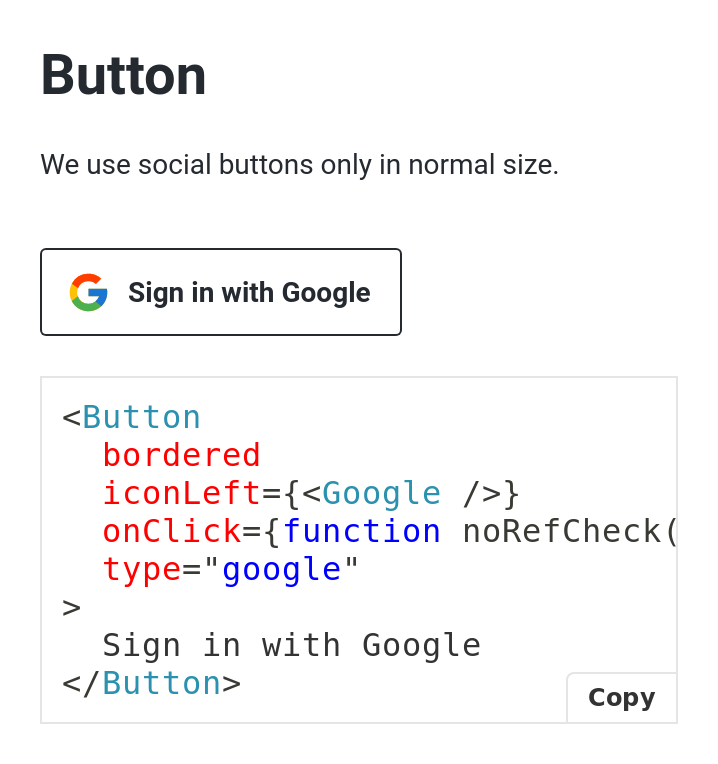 Button
We use social buttons only in normal size.
Sign in with Google
<Button
  bordered
  iconLeft={<Google />}
  onClick={function noRefCheck(
  type="google"
>
  Sign in with Google
</Button>
Copy